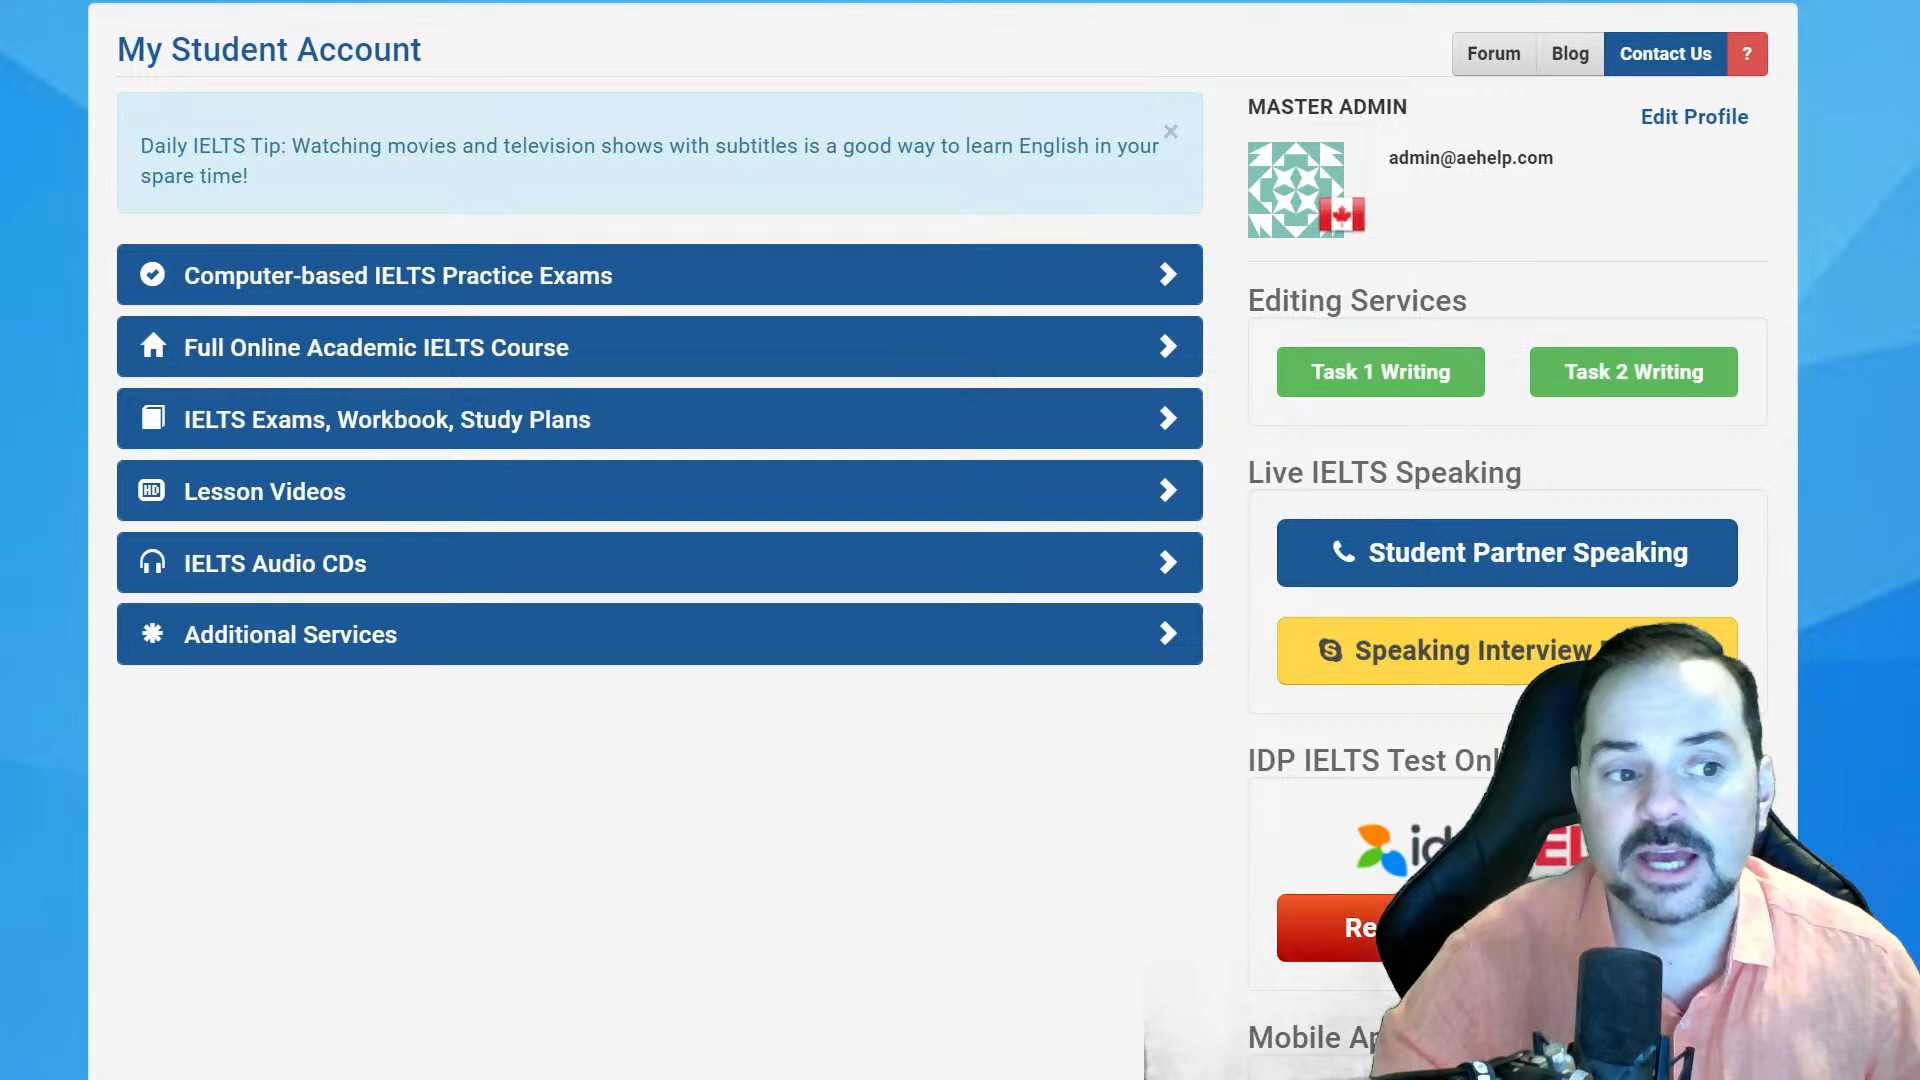 My Student Account
Forum
Blog
Contact Us
?
Daily IELTS Tip: Watching movies and television shows with subtitles is a good way to learn English in your
spare time!
×
Computer-based IELTS Practice Exams
Full Online Academic IELTS Course
IELTS Exams, Workbook, Study Plans
HD
Lesson Videos
IELTS Audio CDs
Additional Services
MASTER ADMIN
Edit Profile
admin@aehelp.com
Editing Services
Task 1 Writing
Task 2 Writing
Live IELTS Speaking
Student Partner Speaking
Speaking Interview
IDP IELTS Test